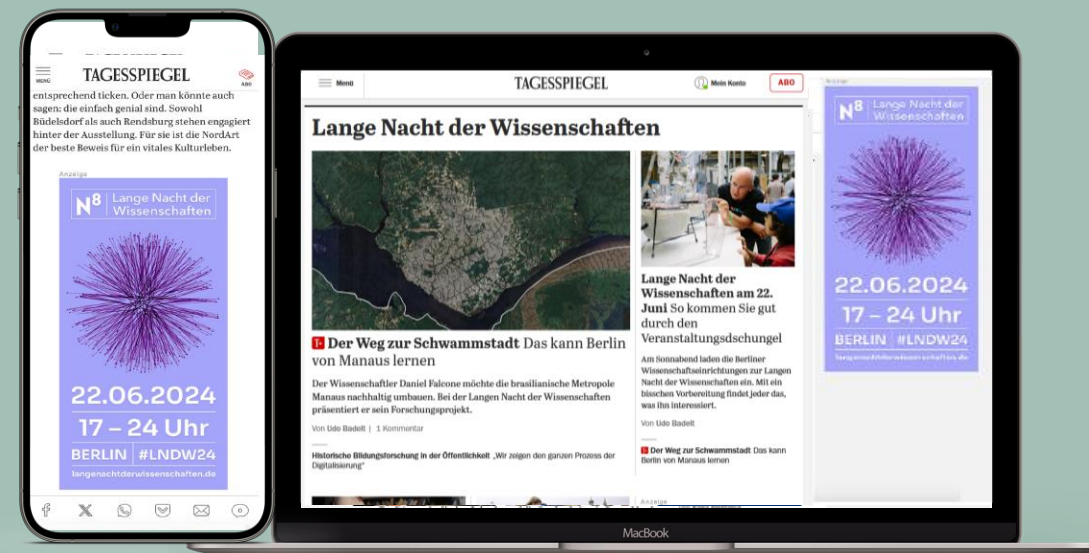 MENÜ
TAGESSPIEGEL
ABO
entsprechend ticken. Oder man könnte auch
sagen: die einfach genial sind. Sowohl
Büdelsdorf als auch Rendsburg stehen engagiert
hinter der Ausstellung. Für sie ist die NordArt
der beste Beweis für ein vitales Kulturleben.
Anzeige
N8 Lange Nacht der
Wissenschaften
22.06.2024
17 – 24 Uhr
BERLIN #LNDW24
langenachtderwissenschaften.de
Menü
TAGESSPIEGEL
Mein Konto
ABO
Lange Nacht der Wissenschaften
T+ Der Weg zur Schwammstadt Das kann Berlin
von Manaus lernen
Der Wissenschaftler Daniel Falcone möchte die brasilianische Metropole
Manaus nachhaltig umbauen. Bei der Langen Nacht der Wissenschaften
präsentiert er sein Forschungsprojekt.
Von Udo Badelt | 1 Kommentar
Historische Bildungsforschung in der Öffentlichkeit „Wir zeigen den ganzen Prozess der
Digitalisierung“
Lange Nacht der
Wissenschaften am 22.
Juni So kommen Sie gut
durch den
Veranstaltungsdschungel
Am Sonnabend laden die Berliner
Wissenschaftseinrichtungen zur Langen
Nacht der Wissenschaften ein. Mit ein
bisschen Vorbereitung findet jeder das,
was ihn interessiert.
Von Udo Badelt
T+ Der Weg zur Schwammstadt Das kann
Berlin von Manaus lernen
Anzeige
Anzeige
N8 Lange Nacht der
Wissenschaften
22.06.2024
17 – 24 Uhr
BERLIN #LNDW24
langenachtderwissenschaften.de
MacBook